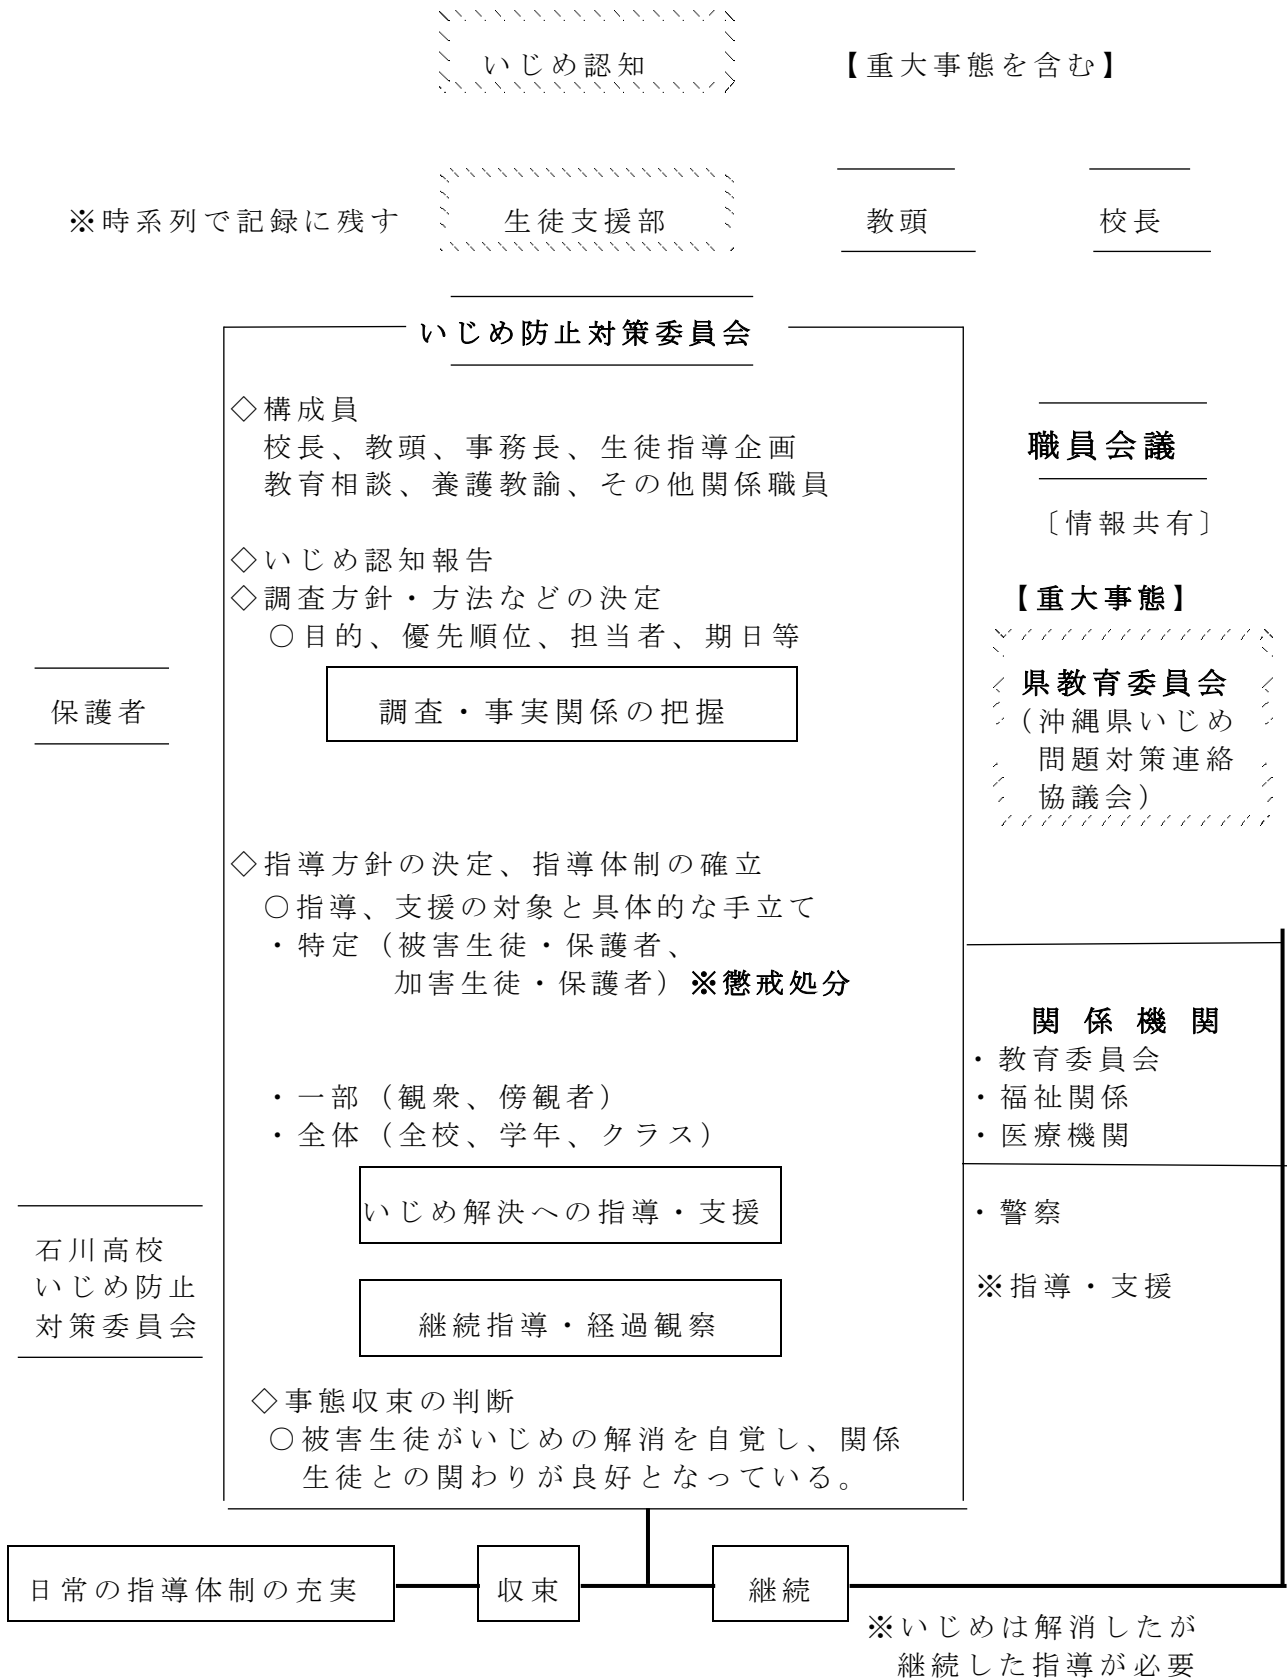 いじめ認知
【重大事態を含む】
※時系列で記録に残す
生徒支援部
教頭
校長
いじめ防止対策委員会
◇構成員
校長、教頭、事務長、生徒指導企画
教育相談、養護教諭、その他関係職員
職員会議
〔情報共有〕
◇いじめ認知報告
◇調査方針・方法などの決定
○目的、優先順位、担当者、期日等
【重大事態】
保護者
調査・事実関係の把握
県教育委員会
（沖縄県いじめ
問題対策連絡
協議会）
◇指導方針の決定、指導体制の確立
○指導、支援の対象と具体的な手立て
・特定（被害生徒・保護者、
加害生徒・保護者）※懲戒処分
・一部（観衆、傍観者）
・全体（全校、学年、クラス）
関係機関
・教育委員会
・福祉関係
・医療機関
・警察
※指導・支援
いじめ解決への指導・支援
石川高校
いじめ防止
対策委員会
継続指導・経過観察
◇事態収束の判断
○被害生徒がいじめの解消を自覚し、関係
生徒との関わりが良好となっている。
日常の指導体制の充実
収束
継続
※いじめは解消したが
継続した指導が必要